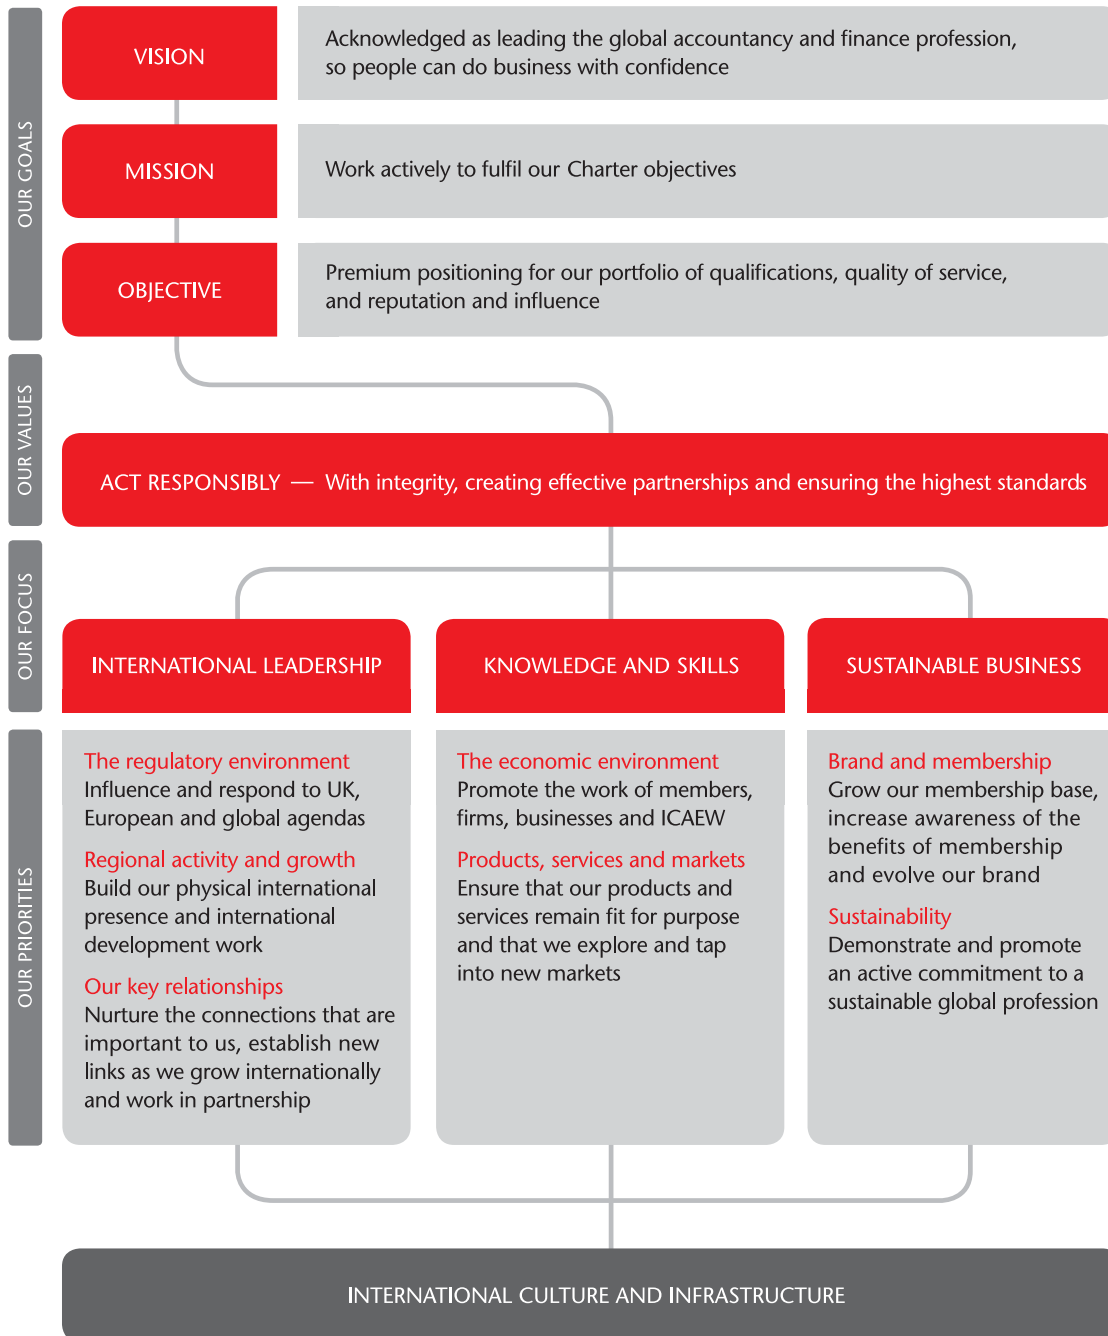 OUR GOALS
VISION
Acknowledged as leading the global accountancy and finance profession,
so people can do business with confidence
MISSION
Work actively to fulfil our Charter objectives
OBJECTIVE
Premium positioning for our portfolio of qualifications, quality of service,
and reputation and influence
OUR VALUES
ACT RESPONSIBLY — With integrity, creating effective partnerships and ensuring the highest standards
OUR FOCUS
INTERNATIONAL LEADERSHIP
KNOWLEDGE AND SKILLS
SUSTAINABLE BUSINESS
OUR PRIORITIES
The regulatory environment
Influence and respond to UK,
European and global agendas
Regional activity and growth
Build our physical international
presence and international
development work
Our key relationships
Nurture the connections that are
important to us, establish new
links as we grow internationally
and work in partnership
The economic environment
Promote the work of members,
firms, businesses and ICAEW
Products, services and markets
Ensure that our products and
services remain fit for purpose
and that we explore and tap
into new markets
Brand and membership
Grow our membership base,
increase awareness of the
benefits of membership
and evolve our brand
Sustainability
Demonstrate and promote
an active commitment to a
sustainable global profession
INTERNATIONAL CULTURE AND INFRASTRUCTURE